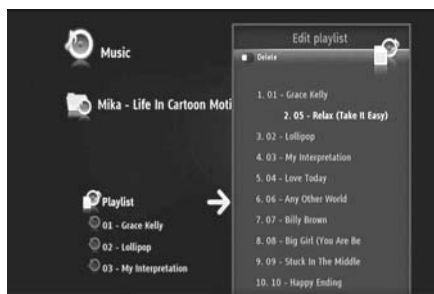 Music
Mika - Life In Cartoon Moti
Playlist
01 - Grace Kelly
02 - Lollipop
03 - My Interpretation
Edit playlist
Delete
1. 01 - Grace Kelly
2. 05 - Relax (Take It Easy)
3. 02 - Lollipop
4. 03 - My Interpretation
5. 04 - Love Today
6. 06 - Any Other World
7. 07 - Billy Brown
8. 08 - Big Girl (You Are Be
9. 09 - Stuck In The Middle
10. 10 - Happy Ending